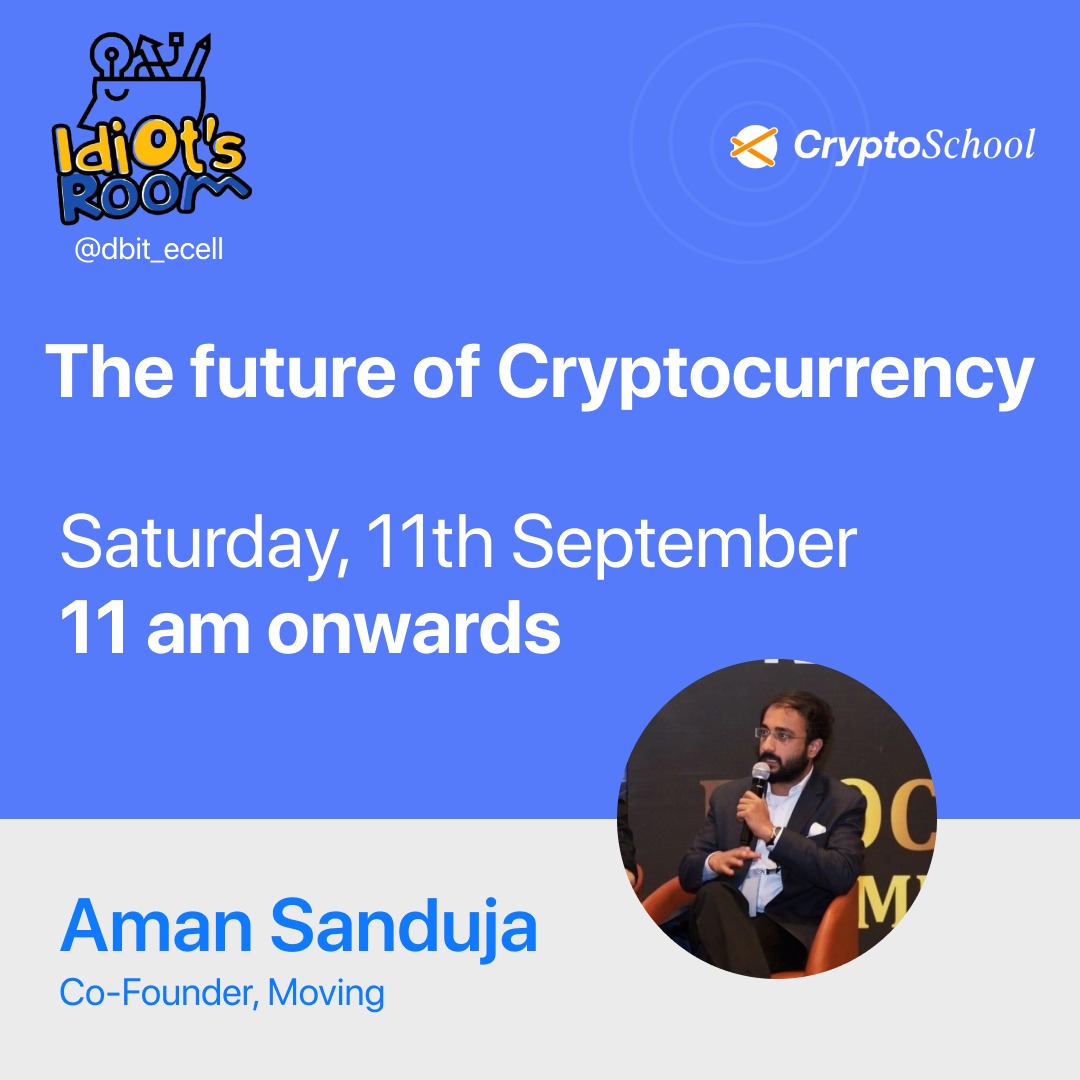 Idiot's
Room
@dbit_ecell
CryptoSchool
The future of Cryptocurrency
Saturday, 11th September
11 am onwards
OC
Aman Sanduja
Co-Founder, Moving